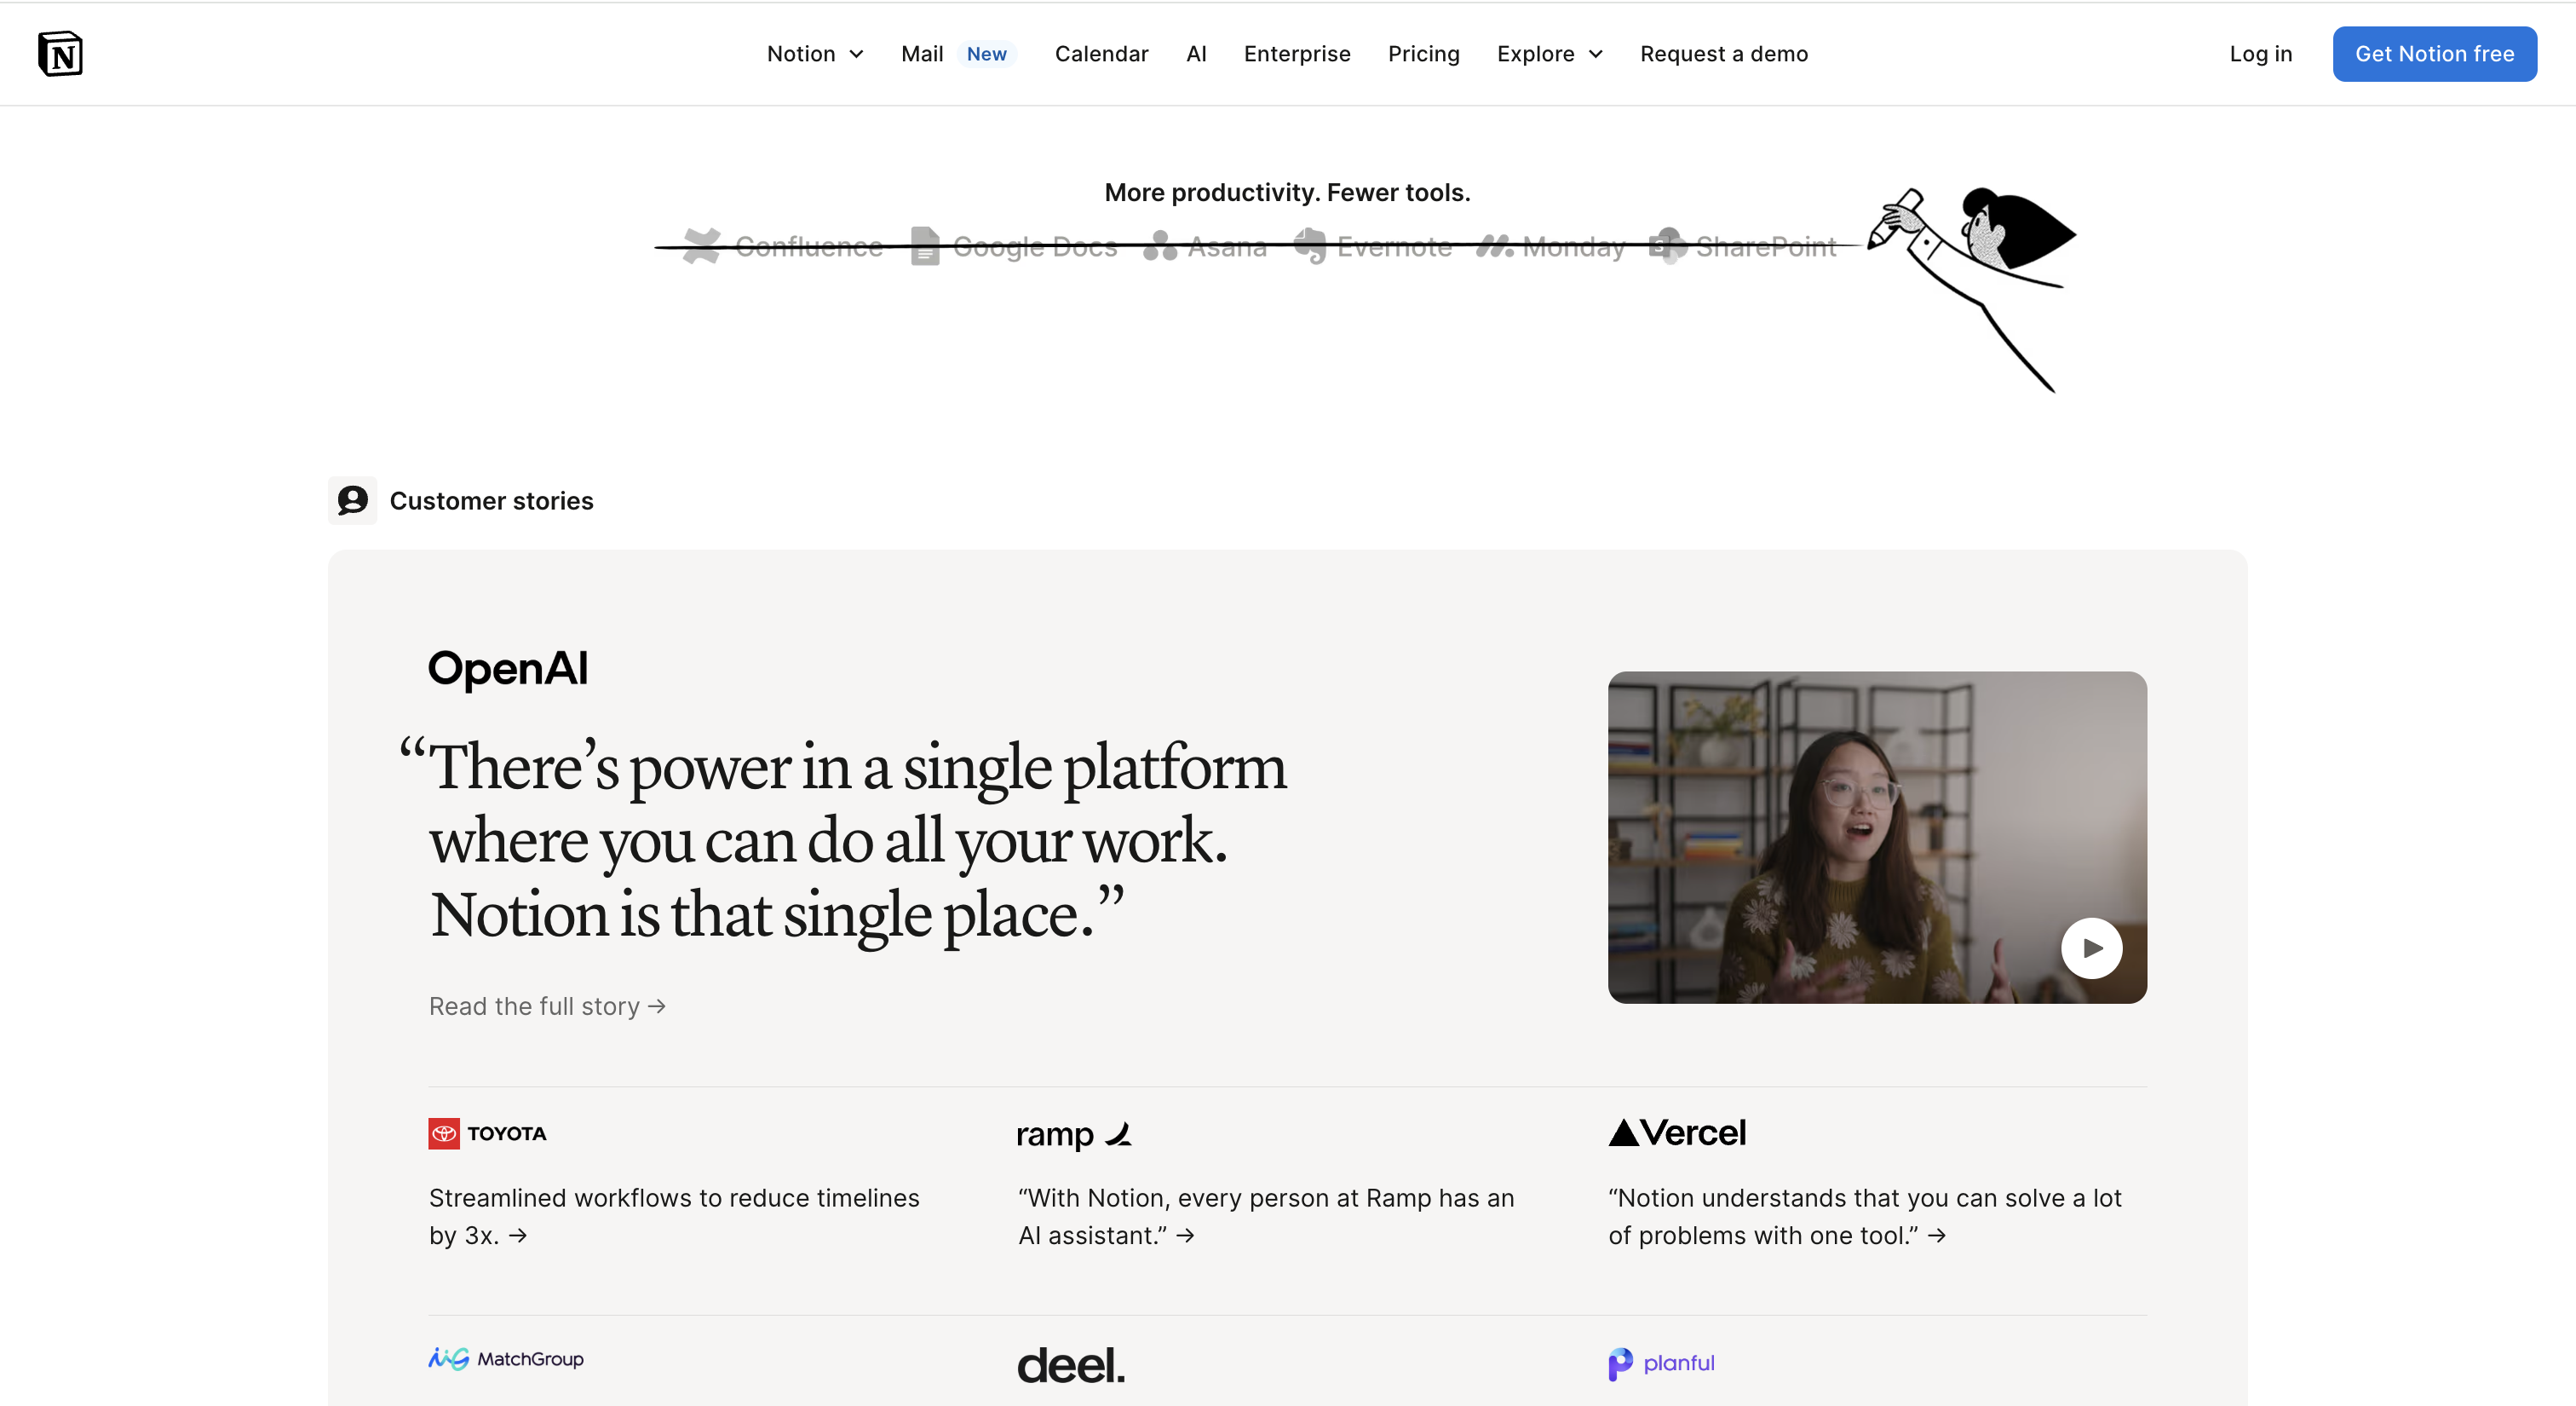 N
Notion Mail New Calendar AI Enterprise Pricing Explore Request a demo Log in Get Notion free
More productivity. Fewer tools.
Confluence Google Docs Asana Evernote Monday SharePoint
Customer stories
OpenAI
“There’s power in a single platform
where you can do all your work.
Notion is that single place.”
Read the full story →
TOYOTA
Streamlined workflows to reduce timelines
by 3x. →
ramp
“With Notion, every person at Ramp has an
AI assistant.” →
Vercel
“Notion understands that you can solve a lot
of problems with one tool.” →
MatchGroup
deel.
planful